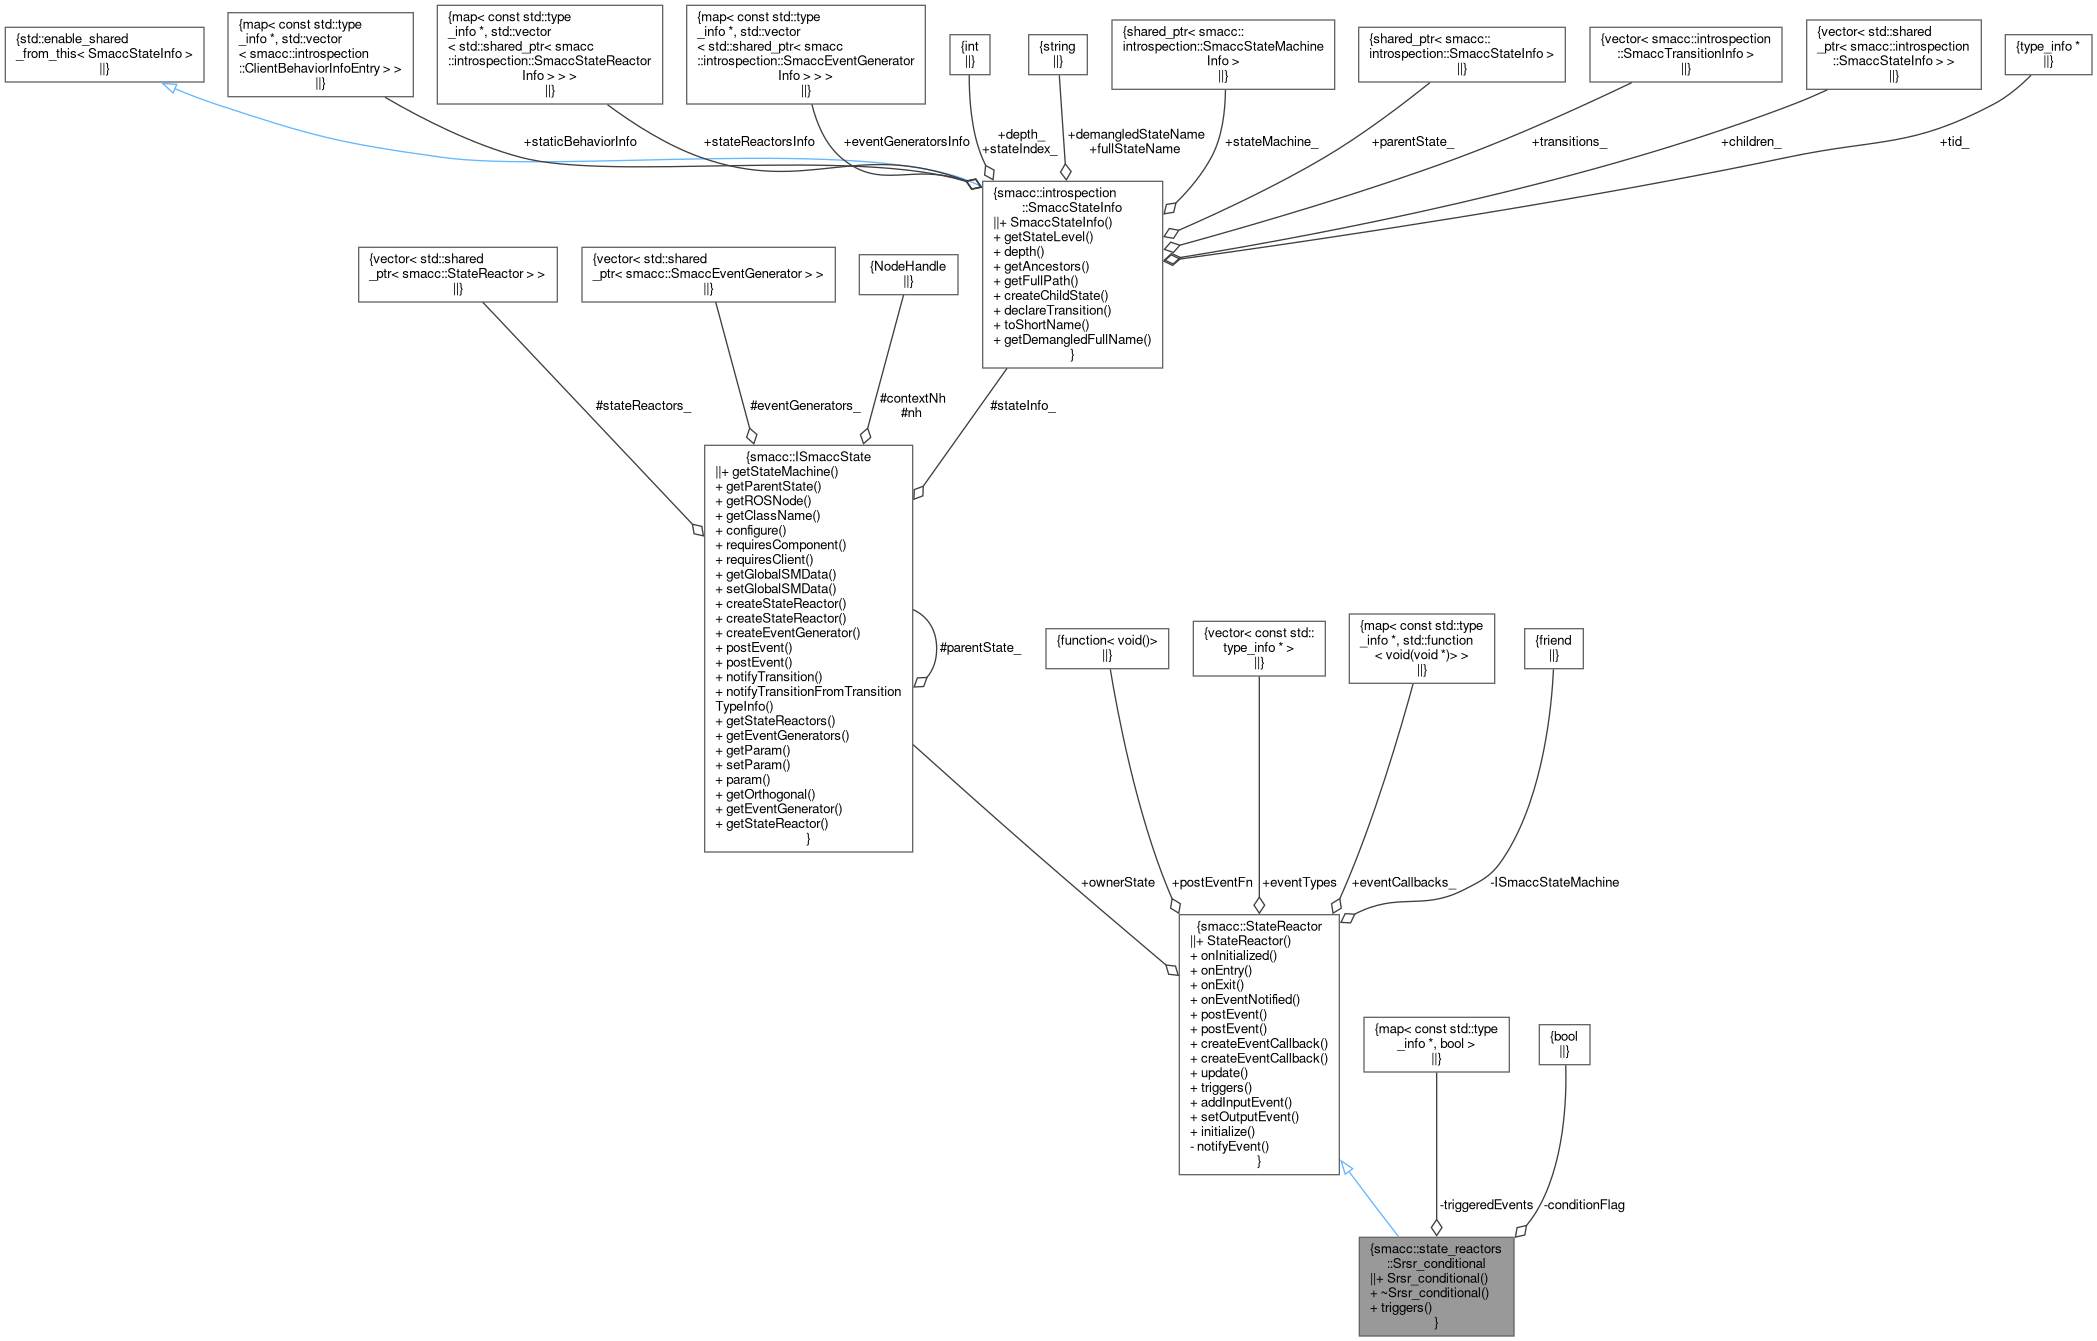 {std::enable_shared
_from_this< SmaccStateInfo >
||}
{map< const std::type
_info *, std::vector
< smacc::introspection
::ClientBehaviorInfoEntry > >
||}
{map< const std::type
_info *, std::vector
< std::shared_ptr< smacc
::introspection::SmaccStateReactor
Info > > >
||}
{map< const std::type
_info *, std::vector
< std::shared_ptr< smacc
::introspection::SmaccEventGenerator
Info > > >
||}
{int
||}
{string
||}
{shared_ptr< smacc::
introspection::SmaccStateMachine
Info >
||}
{shared_ptr< smacc::
introspection::SmaccStateInfo >
||}
{vector< smacc::introspection
::SmaccTransitionInfo >
||}
{vector< std::shared
_ptr< smacc::introspection
::SmaccStateInfo > >
||}
{type_info *
||}
+staticBehaviorInfo
+stateReactorsInfo
+eventGeneratorsInfo
+depth_
+stateIndex_
+demangledStateName
+fullStateName
+stateMachine_
+parentState_
+transitions_
+children_
+tid_
{smacc::introspection
::SmaccStateInfo
||+ SmaccStateInfo()
+ getStateLevel()
+ depth()
+ getAncestors()
+ getFullPath()
+ createChildState()
+ declareTransition()
+ toShortName()
+ getDemangledFullName()
}
{vector< std::shared
_ptr< smacc::StateReactor > >
||}
{vector< std::shared
_ptr< smacc::SmaccEventGenerator > >
||}
{NodeHandle
||}
#stateReactors_
#eventGenerators_
#contextNh
#nh
#stateInfo_
{smacc::ISmaccState
||+ getStateMachine()
+ getParentState()
+ getROSNode()
+ getClassName()
+ configure()
+ requiresComponent()
+ requiresClient()
+ getGlobalSMData()
+ setGlobalSMData()
+ createStateReactor()
+ createStateReactor()
+ createEventGenerator()
+ postEvent()
+ postEvent()
+ notifyTransition()
+ notifyTransitionFromTransition
TypeInfo()
+ getStateReactors()
+ getEventGenerators()
+ getParam()
+ setParam()
+ param()
+ getOrthogonal()
+ getEventGenerator()
+ getStateReactor()
}
#parentState_
{function< void()>
||}
{vector< const std::
type_info * >
||}
{map< const std::type
_info *, std::function
< void(void *)> >
||}
{friend
||}
+ownerState
+postEventFn
+eventTypes
+eventCallbacks_
-ISmaccStateMachine
{smacc::StateReactor
||+ StateReactor()
+ onInitialized()
+ onEntry()
+ onExit()
+ onEventNotified()
+ postEvent()
+ postEvent()
+ createEventCallback()
+ createEventCallback()
+ update()
+ triggers()
+ addInputEvent()
+ setOutputEvent()
+ initialize()
- notifyEvent()
}
{map< const std::type
_info *, bool >
||}
{bool
||}
-triggeredEvents
-conditionFlag
{smacc::state_reactors
::Srsr_conditional
||+ Srsr_conditional()
+ ~Srsr_conditional()
+ triggers()
}